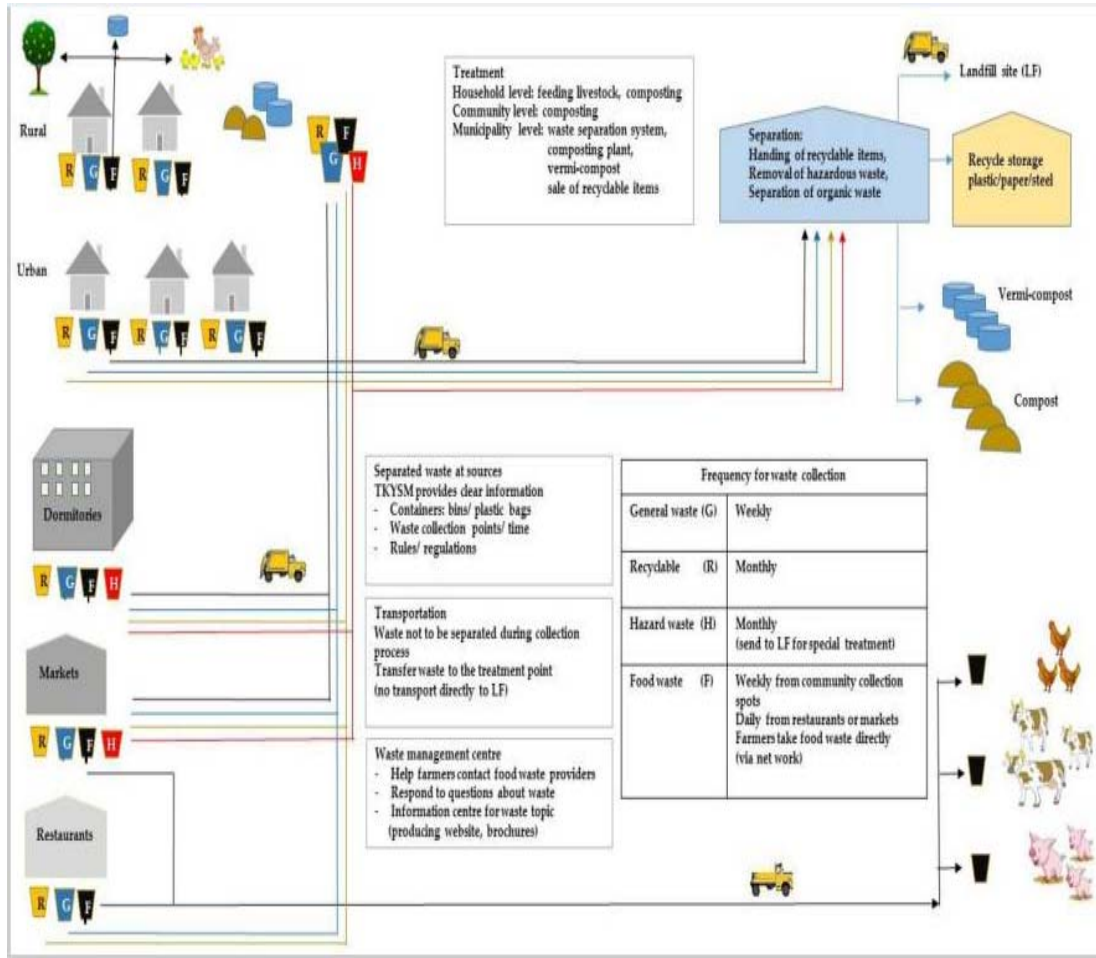 Rural
R G F
R G F
R F
G H
Treatment
Household level: feeding livestock, composting
Community level: composting
Municipality level: waste separation system,
composting plant,
vermi-compost
sale of recyclable items
Separation:
Handing of recyclable items,
Removal of hazardous waste,
Separation of organic waste
Landfill site (LF)
Recycle storage
plastic/paper/steel
Vermi-compost
Compost
Urban
R G F
R G F
R G F
Dormitories
R G F H
Markets
R G F H
Restaurants
R G F
Separated waste at sources
TKYSM provides clear information
- Containers: bins/ plastic bags
- Waste collection points/ time
- Rules/ regulations
Transportation
Waste not to be separated during collection
process
Transfer waste to the treatment point
(no transport directly to LF)
Waste management centre
- Help farmers contact food waste providers
- Respond to questions about waste
- Information centre for waste topic
(producing website, brochures)
Frequency for waste collection
General waste (G) Weekly
Recyclable (R) Monthly
Hazard waste (H) Monthly
(send to LF for special treatment)
Food waste (F) Weekly from community collection
spots
Daily from restaurants or markets
Farmers take food waste directly
(via net work)